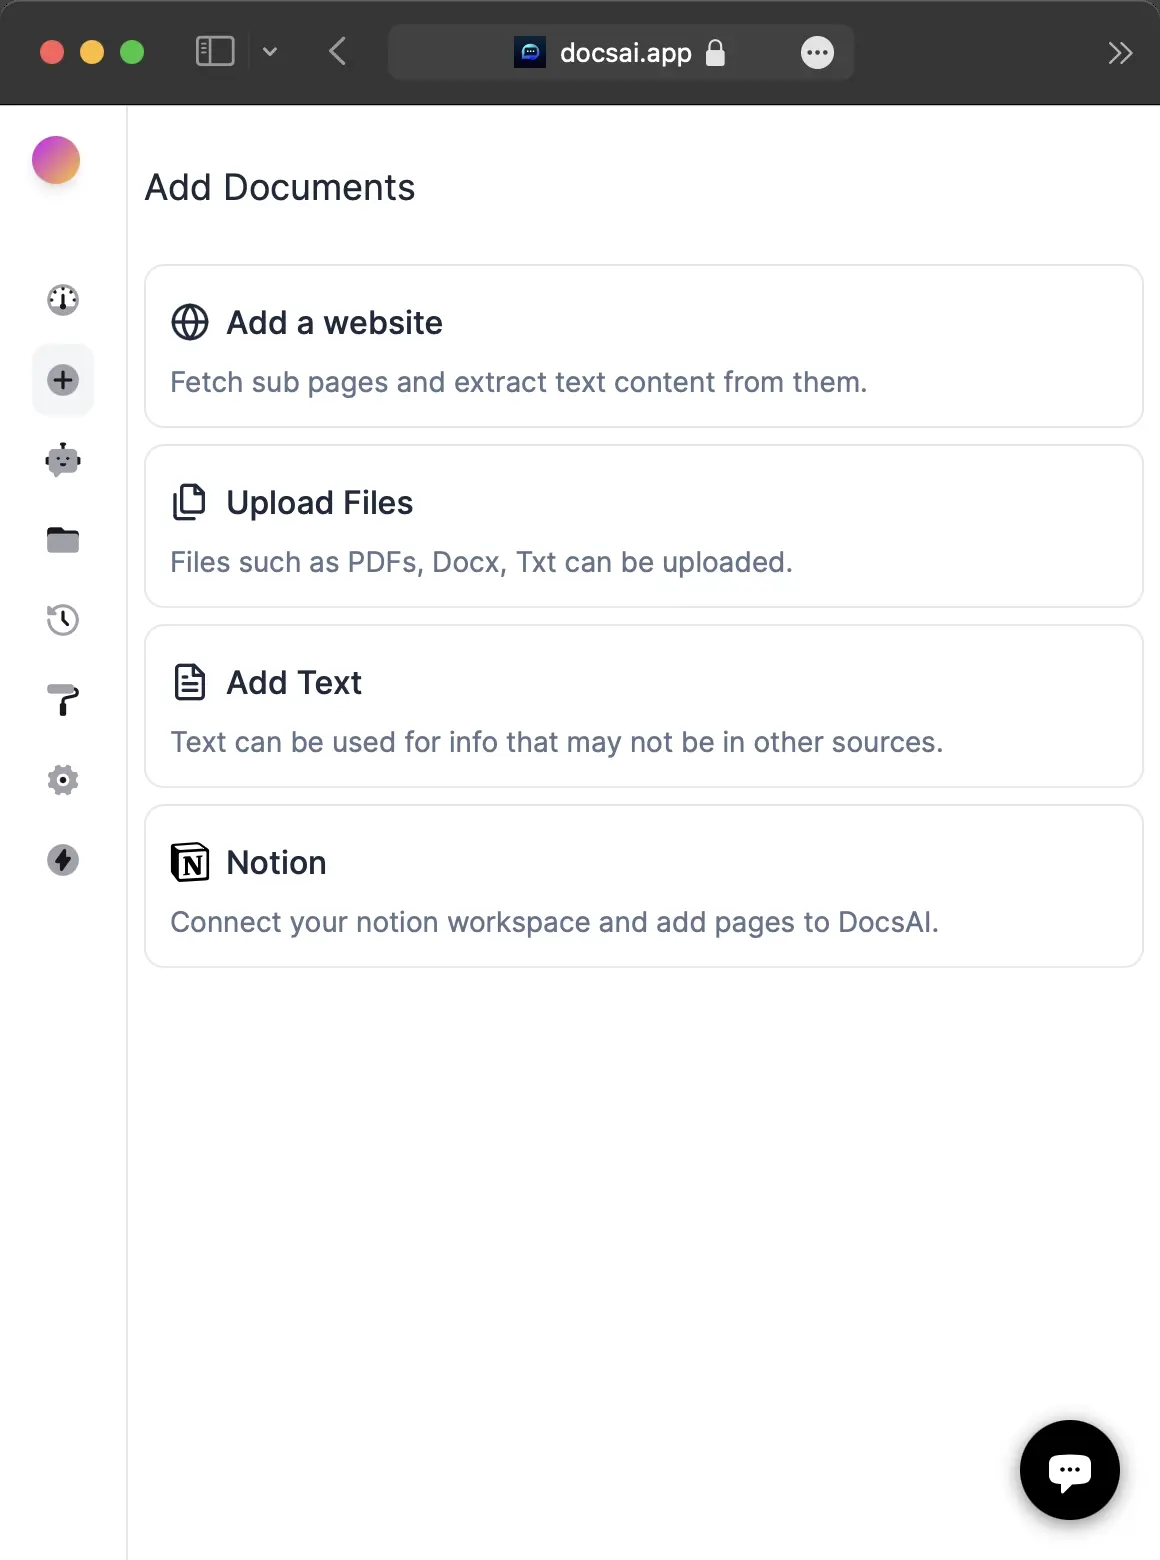 docsai.app
Add Documents
Add a website
Fetch sub pages and extract text content from them.
Upload Files
Files such as PDFs, Docx, Txt can be uploaded.
Add Text
Text can be used for info that may not be in other sources.
Notion
Connect your notion workspace and add pages to DocsAI.